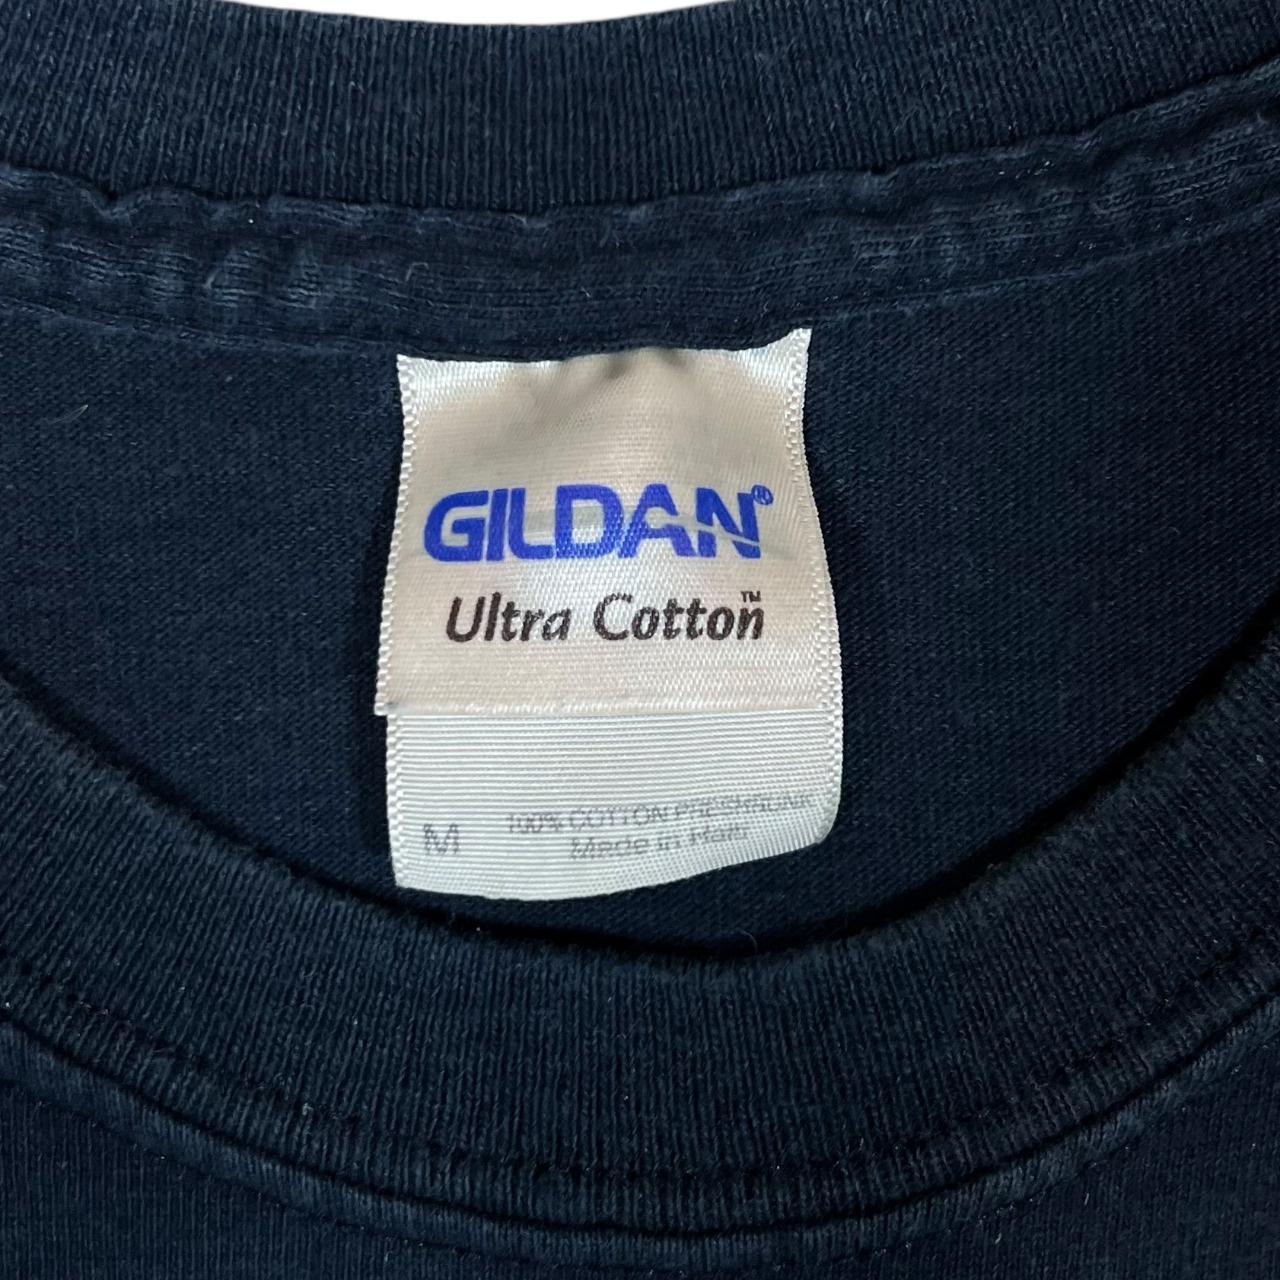 GILDAN®
Ultra Cotton™
M 100% COTTON PRESHRUNK
Made in Haiti